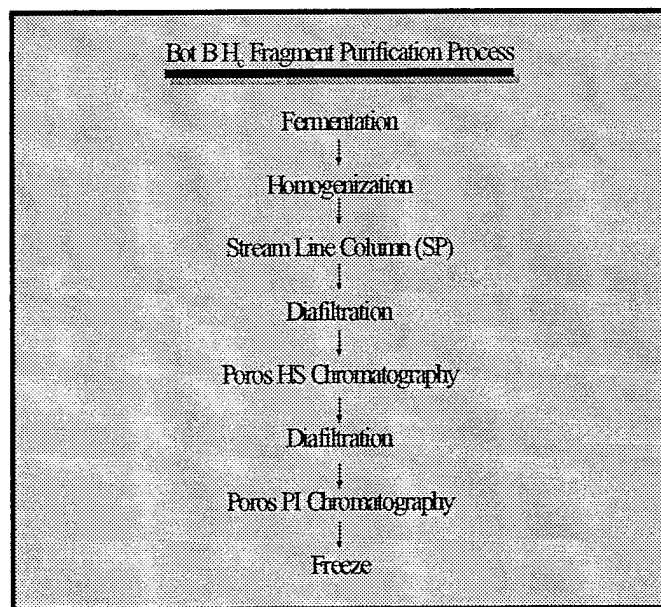 Bot B Hc Fragment Purification Process
Fermentation
Homogenization
Stream Line Column (SP)
Diafiltration
Poros HS Chromatography
Diafiltration
Poros PI Chromatography
Freeze